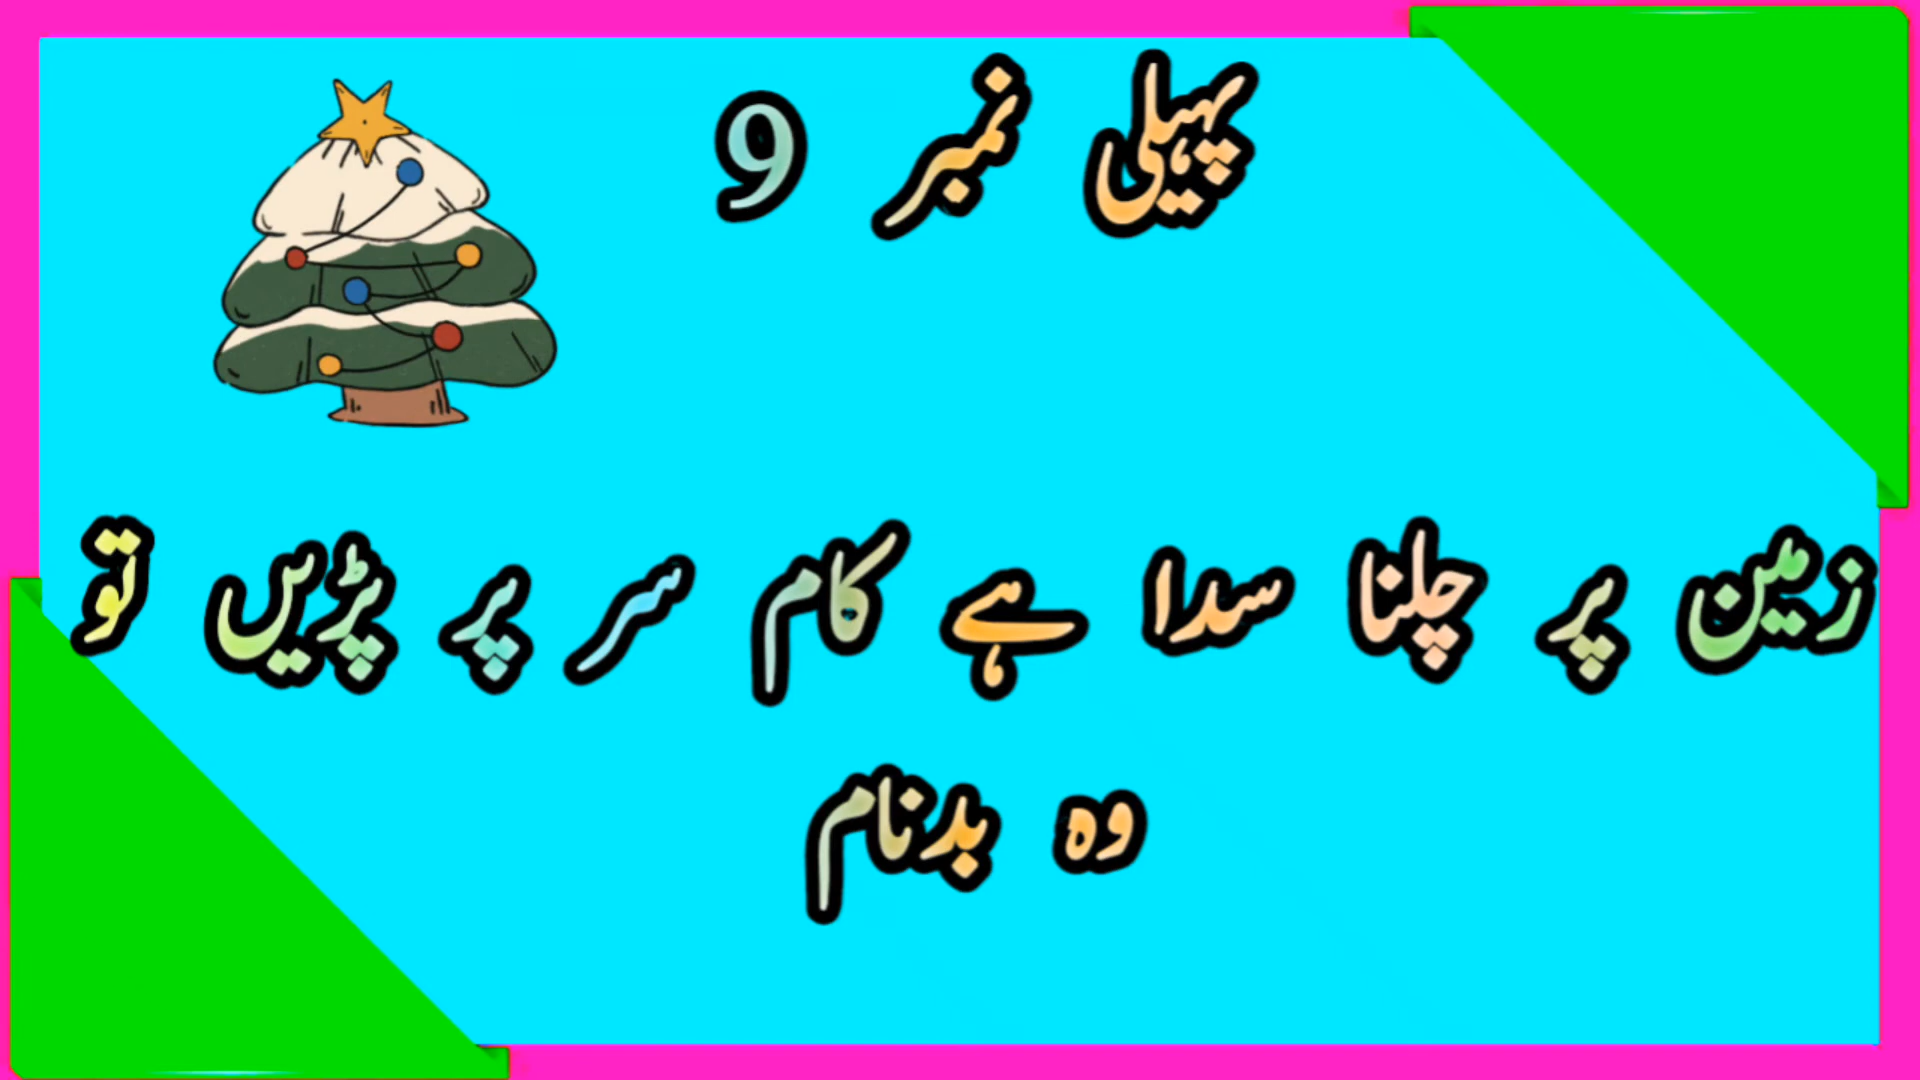 پہیلی نمبر 9
زمین پر چلنا سدا ہے کام سر پر پڑیں تو
وہ بدنام